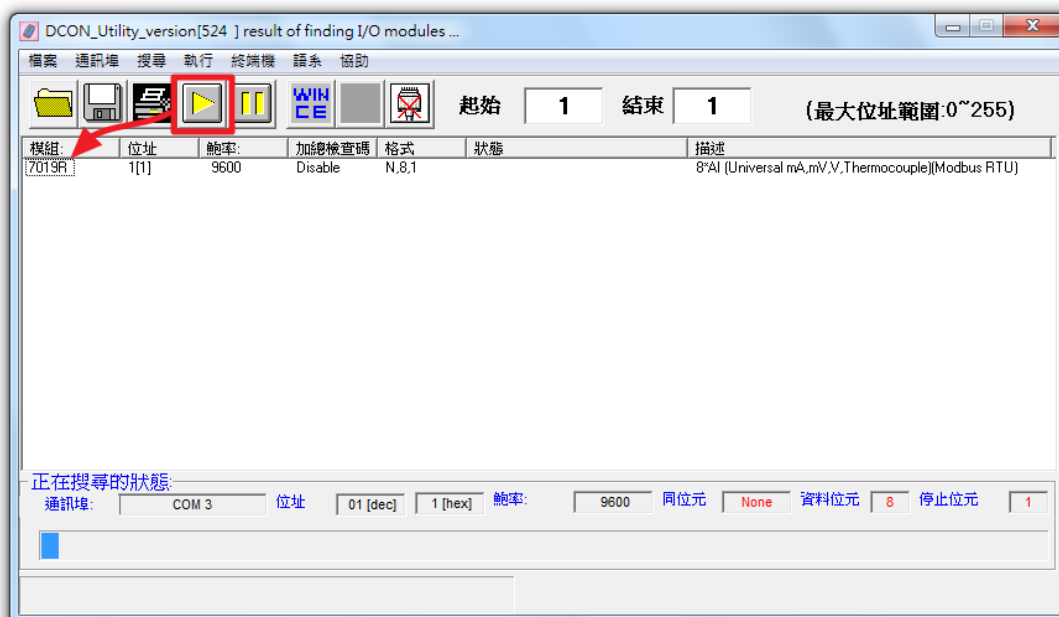 DCON_Utility_version[524 ] result of finding I/O modules ...
檔案 通訊埠 搜尋 執行 終端機 語系 協助
WIN CE 起始 1 結束 1 (最大位址範圍:0~255)
模組: 位址 鮑率: 加總檢查碼 格式 狀態 描述
7019R 1[1] 9600 Disable N,8,1 8*AI (Universal mA,mV,V,Thermocouple)(Modbus RTU)
正在搜尋的狀態:
通訊埠: COM 3 位址 01 [dec] 1 [hex] 鮑率: 9600 同位元 None 資料位元 8 停止位元 1